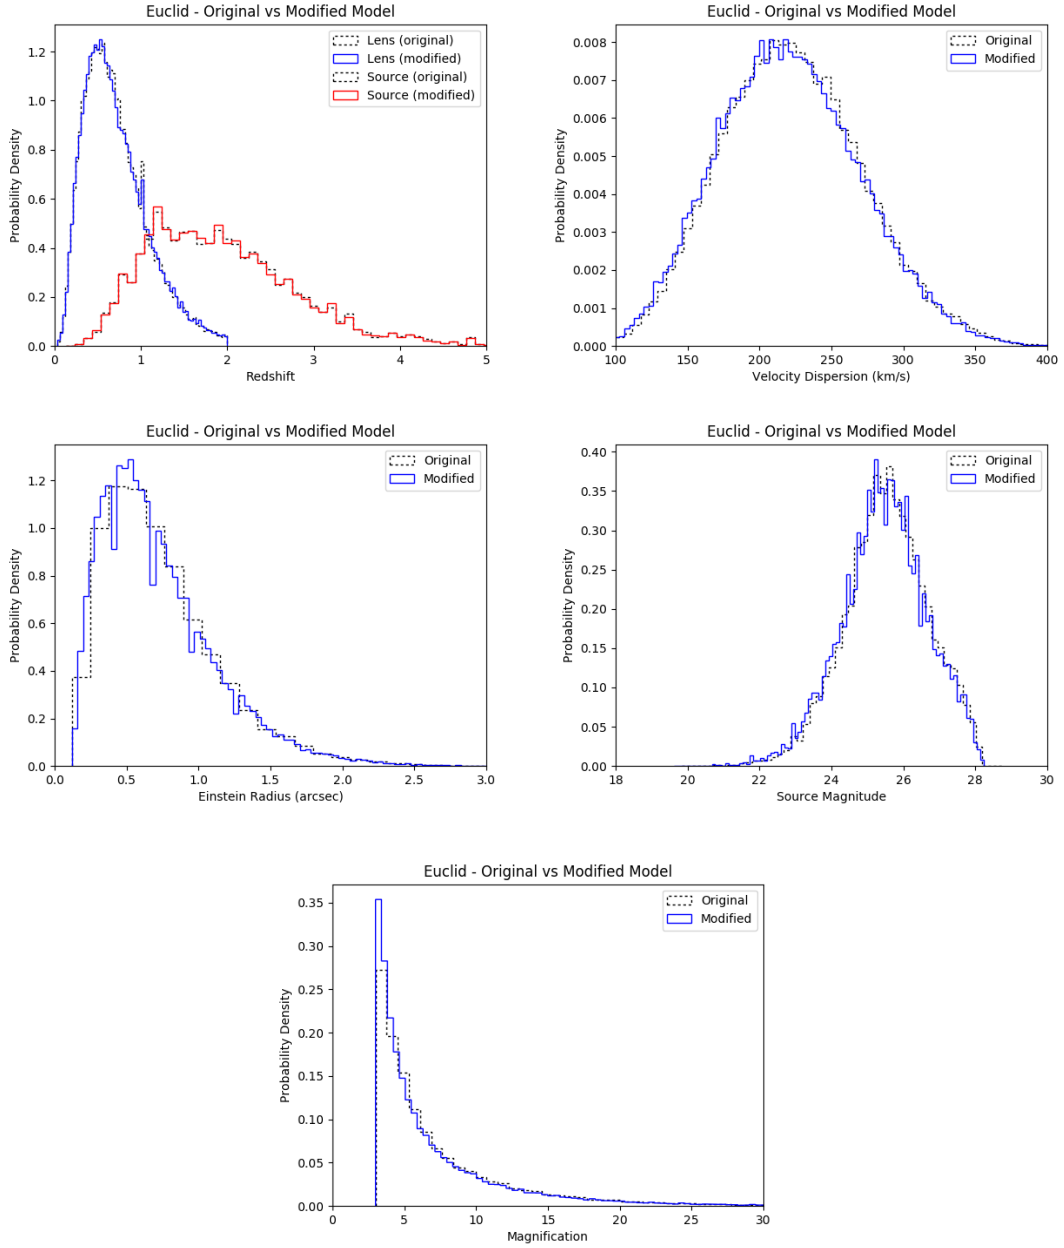 Euclid - Original vs Modified Model
Lens (original)
Lens (modified)
Source (original)
Source (modified)
Probability Density
1.2
1.0
0.8
0.6
0.4
0.2
0.0
0 1 2 3 4 5
Redshift
Euclid - Original vs Modified Model
Original
Modified
Probability Density
0.008
0.007
0.006
0.005
0.004
0.003
0.002
0.001
0.000
100 150 200 250 300 350 400
Velocity Dispersion (km/s)
Euclid - Original vs Modified Model
Original
Modified
Probability Density
1.2
1.0
0.8
0.6
0.4
0.2
0.0
0.0 0.5 1.0 1.5 2.0 2.5 3.0
Einstein Radius (arcsec)
Euclid - Original vs Modified Model
Original
Modified
Probability Density
0.40
0.35
0.30
0.25
0.20
0.15
0.10
0.05
0.00
18 20 22 24 26 28 30
Source Magnitude
Euclid - Original vs Modified Model
Original
Modified
Probability Density
0.35
0.30
0.25
0.20
0.15
0.10
0.05
0.00
0 5 10 15 20 25 30
Magnification